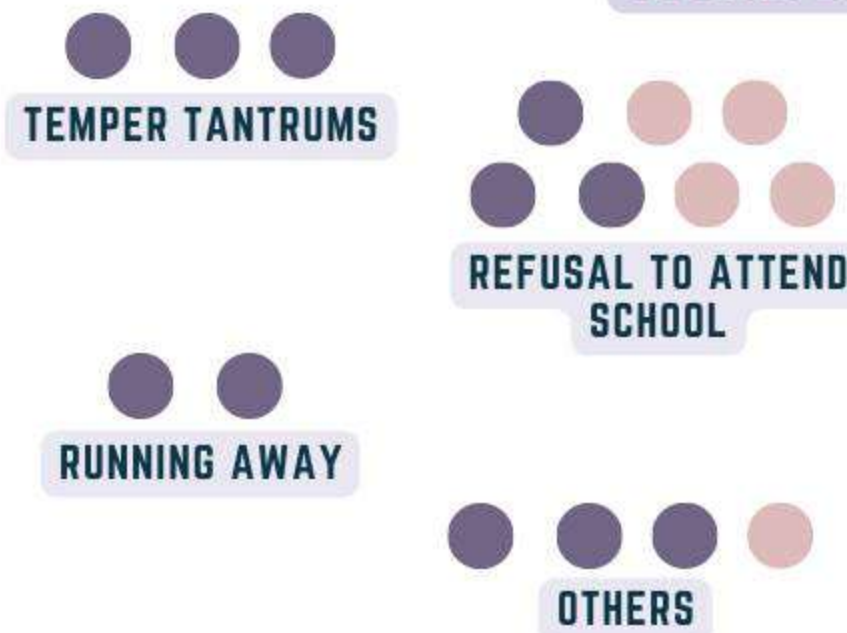 TEMPER TANTRUMS
REFUSAL TO ATTEND
SCHOOL
RUNNING AWAY
OTHERS